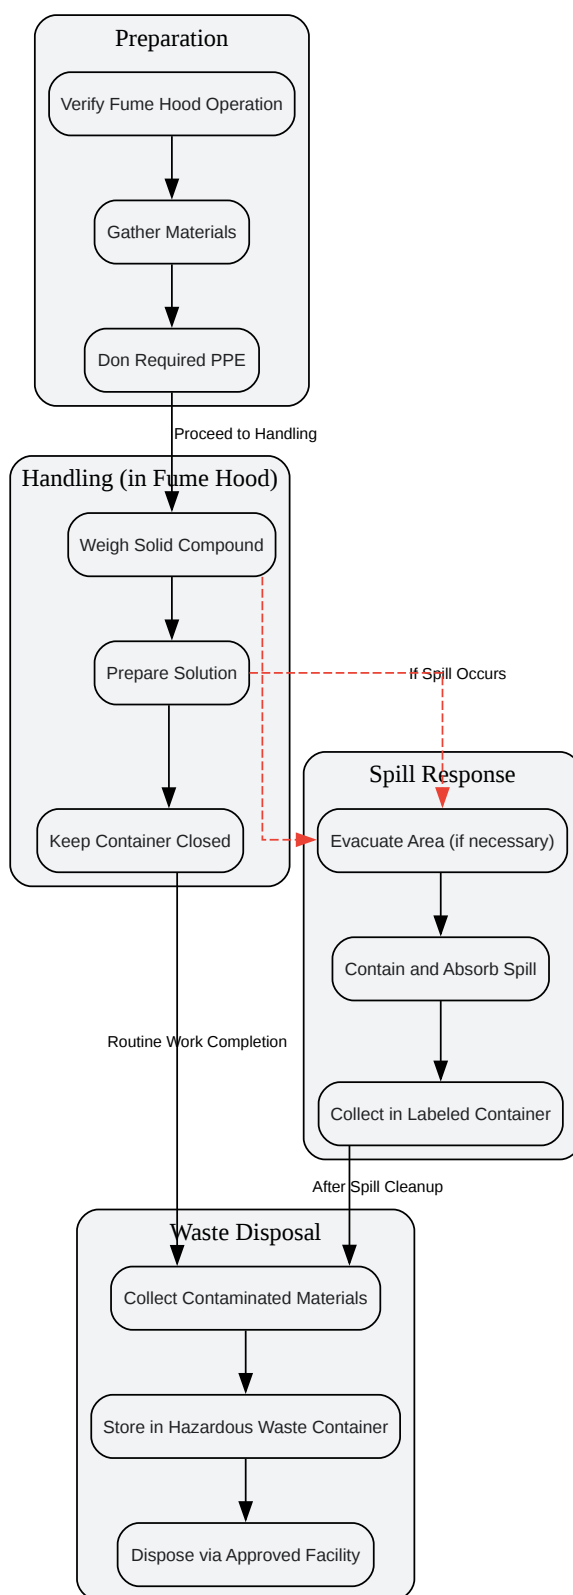 Preparation
Verify Fume Hood Operation
Gather Materials
Don Required PPE
Proceed to Handling
Handling (in Fume Hood)
Weigh Solid Compound
Prepare Solution
If Spill Occurs
Spill Response
Keep Container Closed
Evacuate Area (if necessary)
Contain and Absorb Spill
Routine Work Completion
Collect in Labeled Container
After Spill Cleanup
Waste Disposal
Collect Contaminated Materials
Store in Hazardous Waste Container
Dispose via Approved Facility